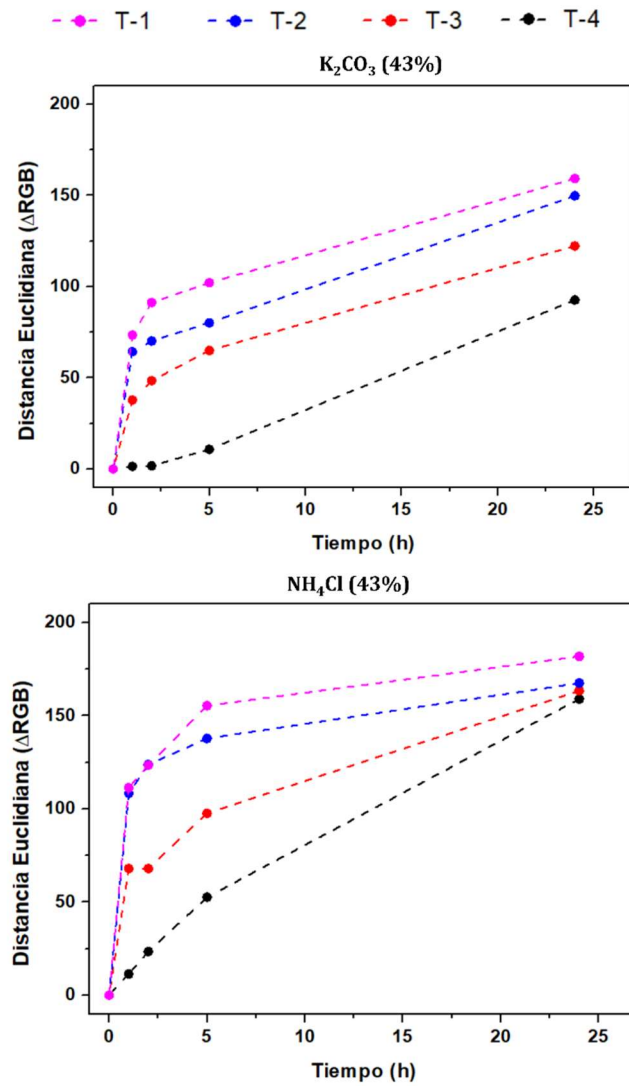 T-1 T-2 T-3 T-4
K₂CO₃ (43%)
200
150
100
50
0
Distancia Euclidiana (ΔRGB)
0 5 10 15 20 25
Tiempo (h)
NH₄Cl (43%)
200
150
100
50
0
Distancia Euclidiana (ΔRGB)
0 5 10 15 20 25
Tiempo (h)